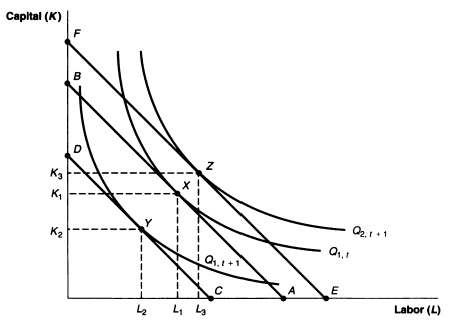 Capital (K)
F
B
D
Z
K3
X
K1
Y
K2
Q2, t + 1
Q1, t
Q1, t + 1
C
A
E
L2
L1
L3
Labor (L)